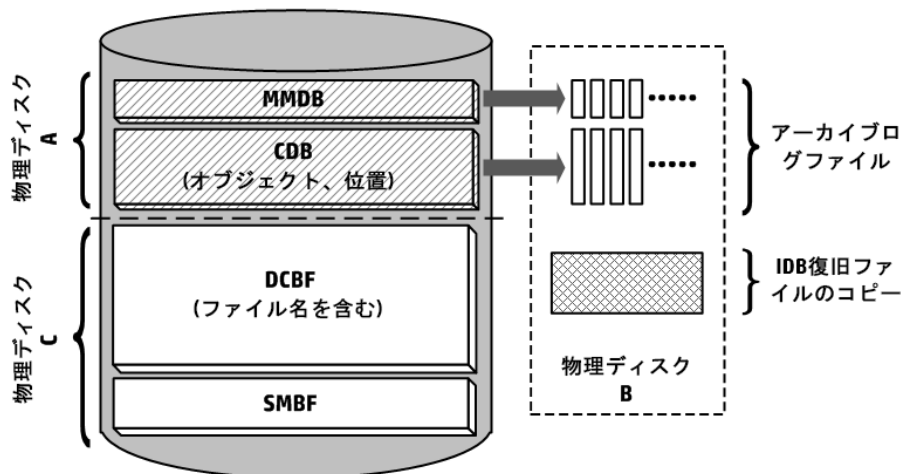 物理ディスク
A
MMDB
CDB
(オブジェクト、位置)
アーカイブロ
グファイル
物理ディスク
C
DCBF
(ファイル名を含む)
SMBF
IDB復旧ファ
イルのコピー
物理ディスク
B